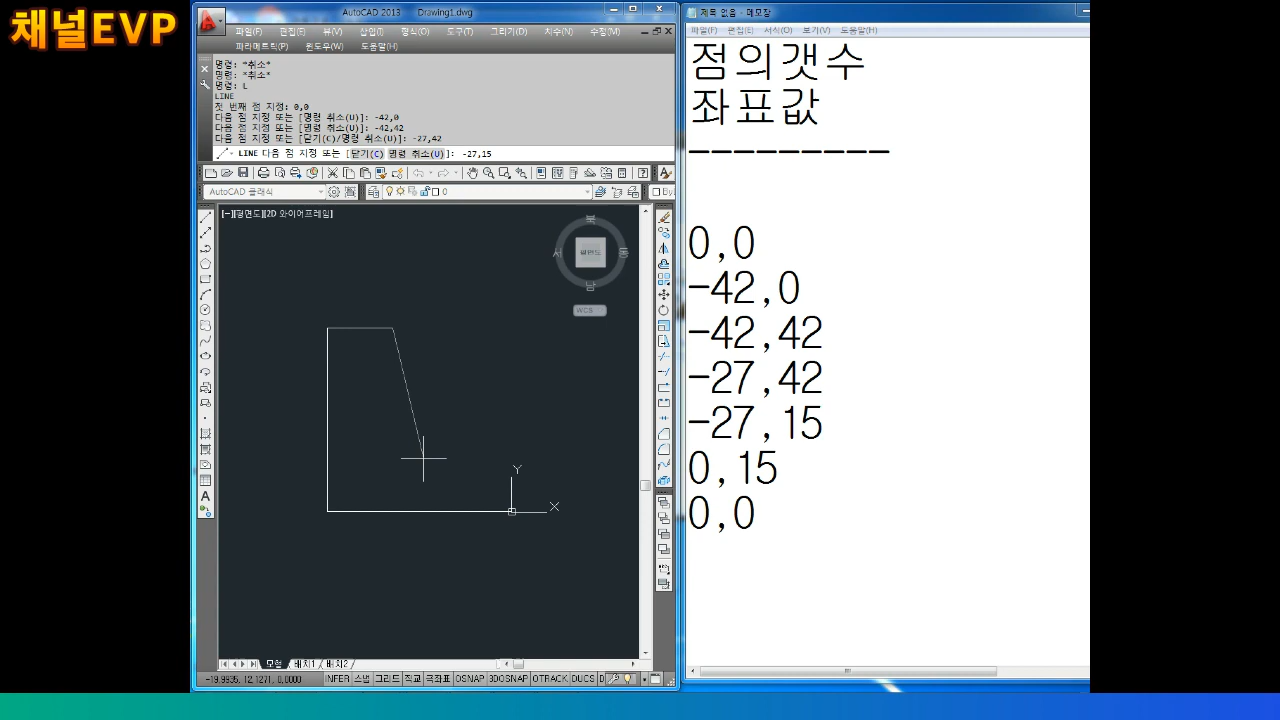 채널EVP
AutoCAD 2013 Drawing1.dwg
파일(F) 편집(E) 뷰(V) 삽입(I) 형식(O) 도구(T) 그리기(D) 치수(N) 수정(M)
파라메트릭(P) 윈도우(W) 도움말(H)
명령: *취소*
명령: *취소*
명령: L
LINE
첫 번째 점 지정: 0,0
다음 점 지정 또는 [명령 취소(U)]: -42,0
다음 점 지정 또는 [명령 취소(U)]: -42,42
다음 점 지정 또는 [닫기(C)/명령 취소(U)]: -27,42
LINE 다음 점 지정 또는 [닫기(C) 명령 취소(U)]: -27,15
AutoCAD 클래식
0
By
[-][평면도][2D 와이어프레임]
북
서 평면도 동
남
WCS
Y
X
모형 배치1 배치2
-19.9935, 12.1271, 0.0000 INFER 스냅 그리드 직교 극좌표 OSNAP 3DOSNAP OTRACK DUCS D
제목 없음 - 메모장
파일(F) 편집(E) 서식(O) 보기(V) 도움말(H)
점의갯수
좌표값
---------
0,0
-42,0
-42,42
-27,42
-27,15
0,15
0,0